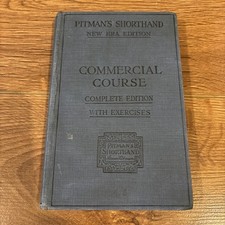 PITMAN'S SHORTHAND
NEW ERA EDITION
COMMERCIAL
COURSE
COMPLETE EDITION
WITH EXERCISES
PITMAN'S
SHORTHAND